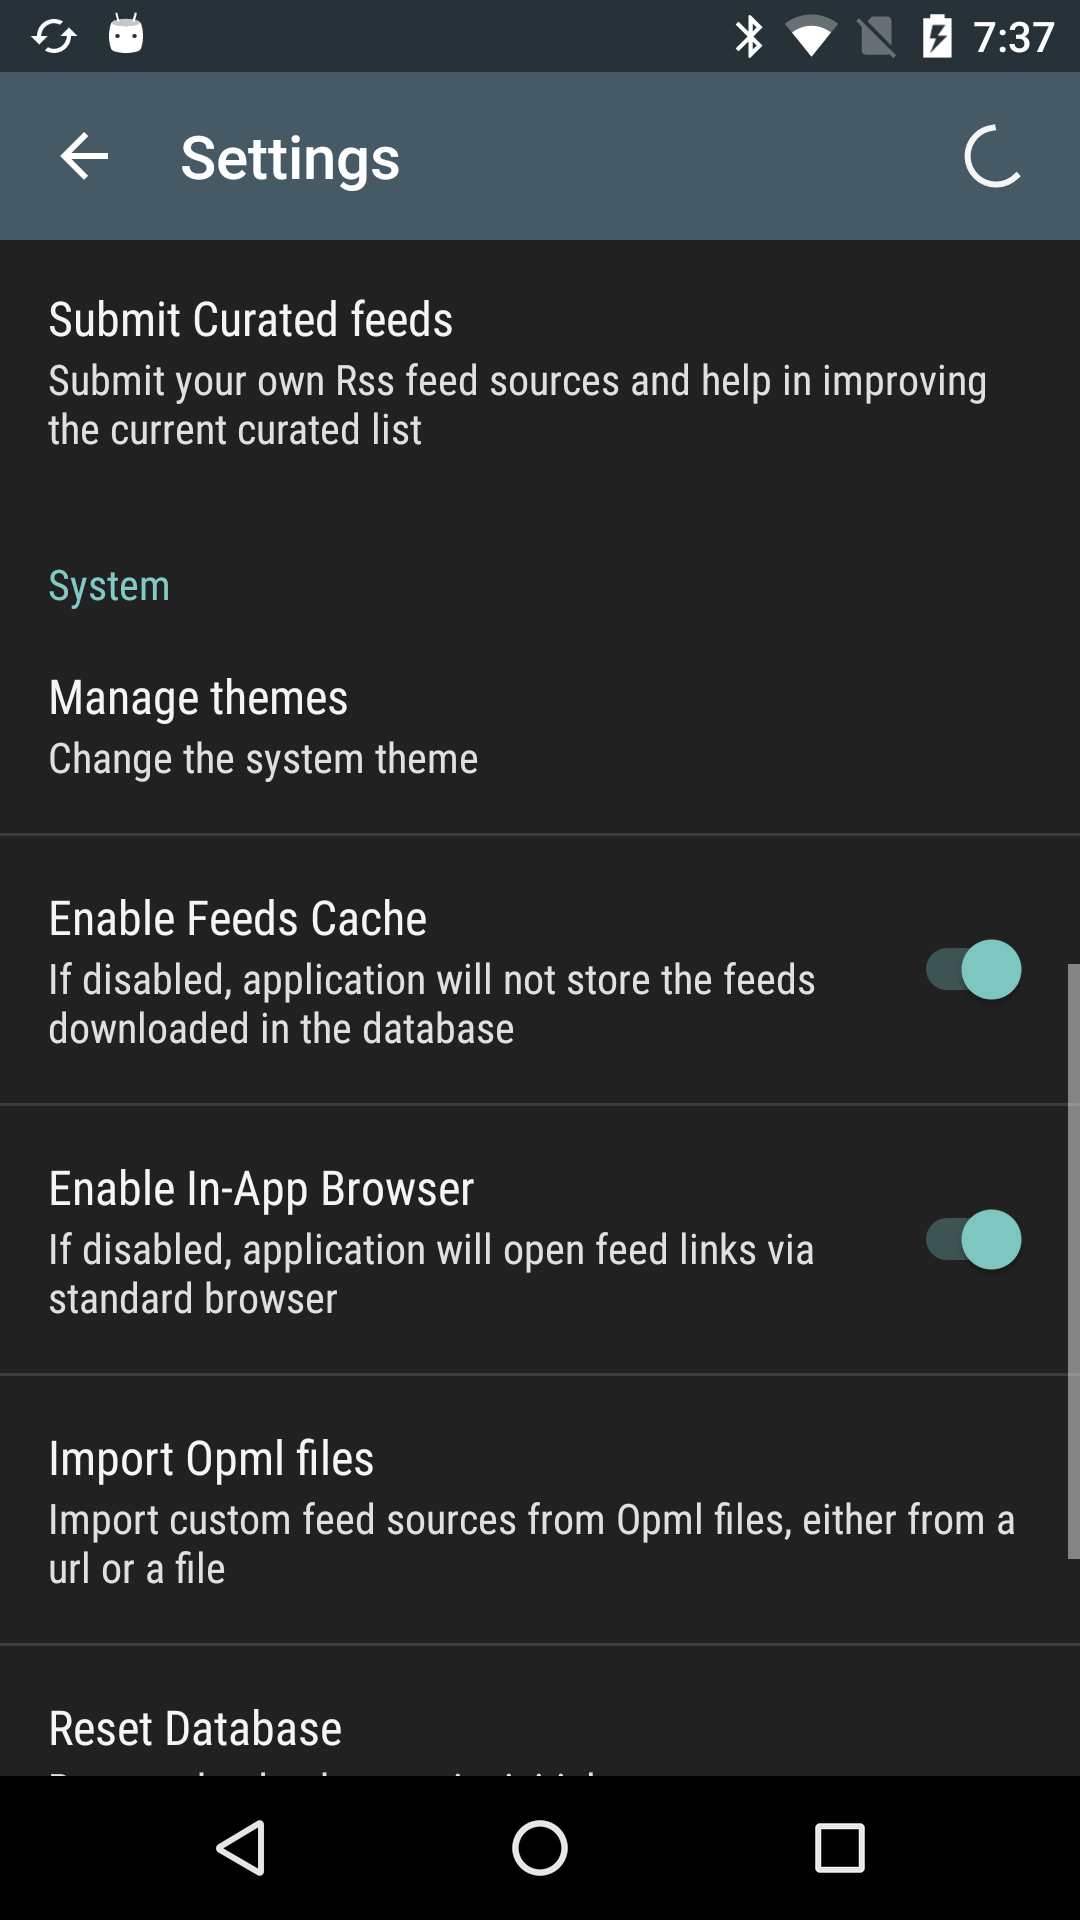 7:37
Settings
Submit Curated feeds
Submit your own Rss feed sources and help in improving
the current curated list
System
Manage themes
Change the system theme
Enable Feeds Cache
If disabled, application will not store the feeds
downloaded in the database
Enable In-App Browser
If disabled, application will open feed links via
standard browser
Import Opml files
Import custom feed sources from Opml files, either from a
url or a file
Reset Database